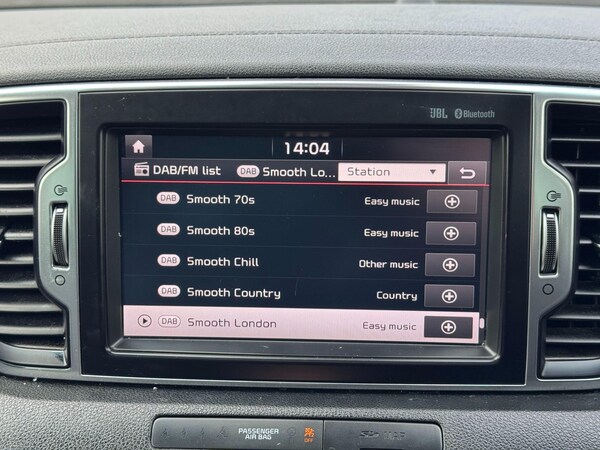 JBL Bluetooth
14:04
DAB/FM list DAB Smooth Lo... Station
DAB Smooth 70s Easy music
DAB Smooth 80s Easy music
DAB Smooth Chill Other music
DAB Smooth Country Country
DAB Smooth London Easy music
PASSENGER
AIR BAG OFF